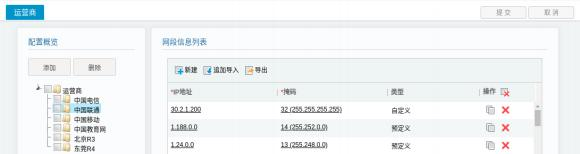 运营商
提 交 取 消
配置概览
网段信息列表
添加 删除
新建 追加导入 导出
运营商
中国电信
中国联通
中国移动
中国教育网
北京R3
东莞R4
*IP地址 *掩码 类型 操作
30.2.1.200 32 (255.255.255.255) 自定义
1.188.0.0 14 (255.252.0.0) 预定义
1.24.0.0 13 (255.248.0.0) 预定义